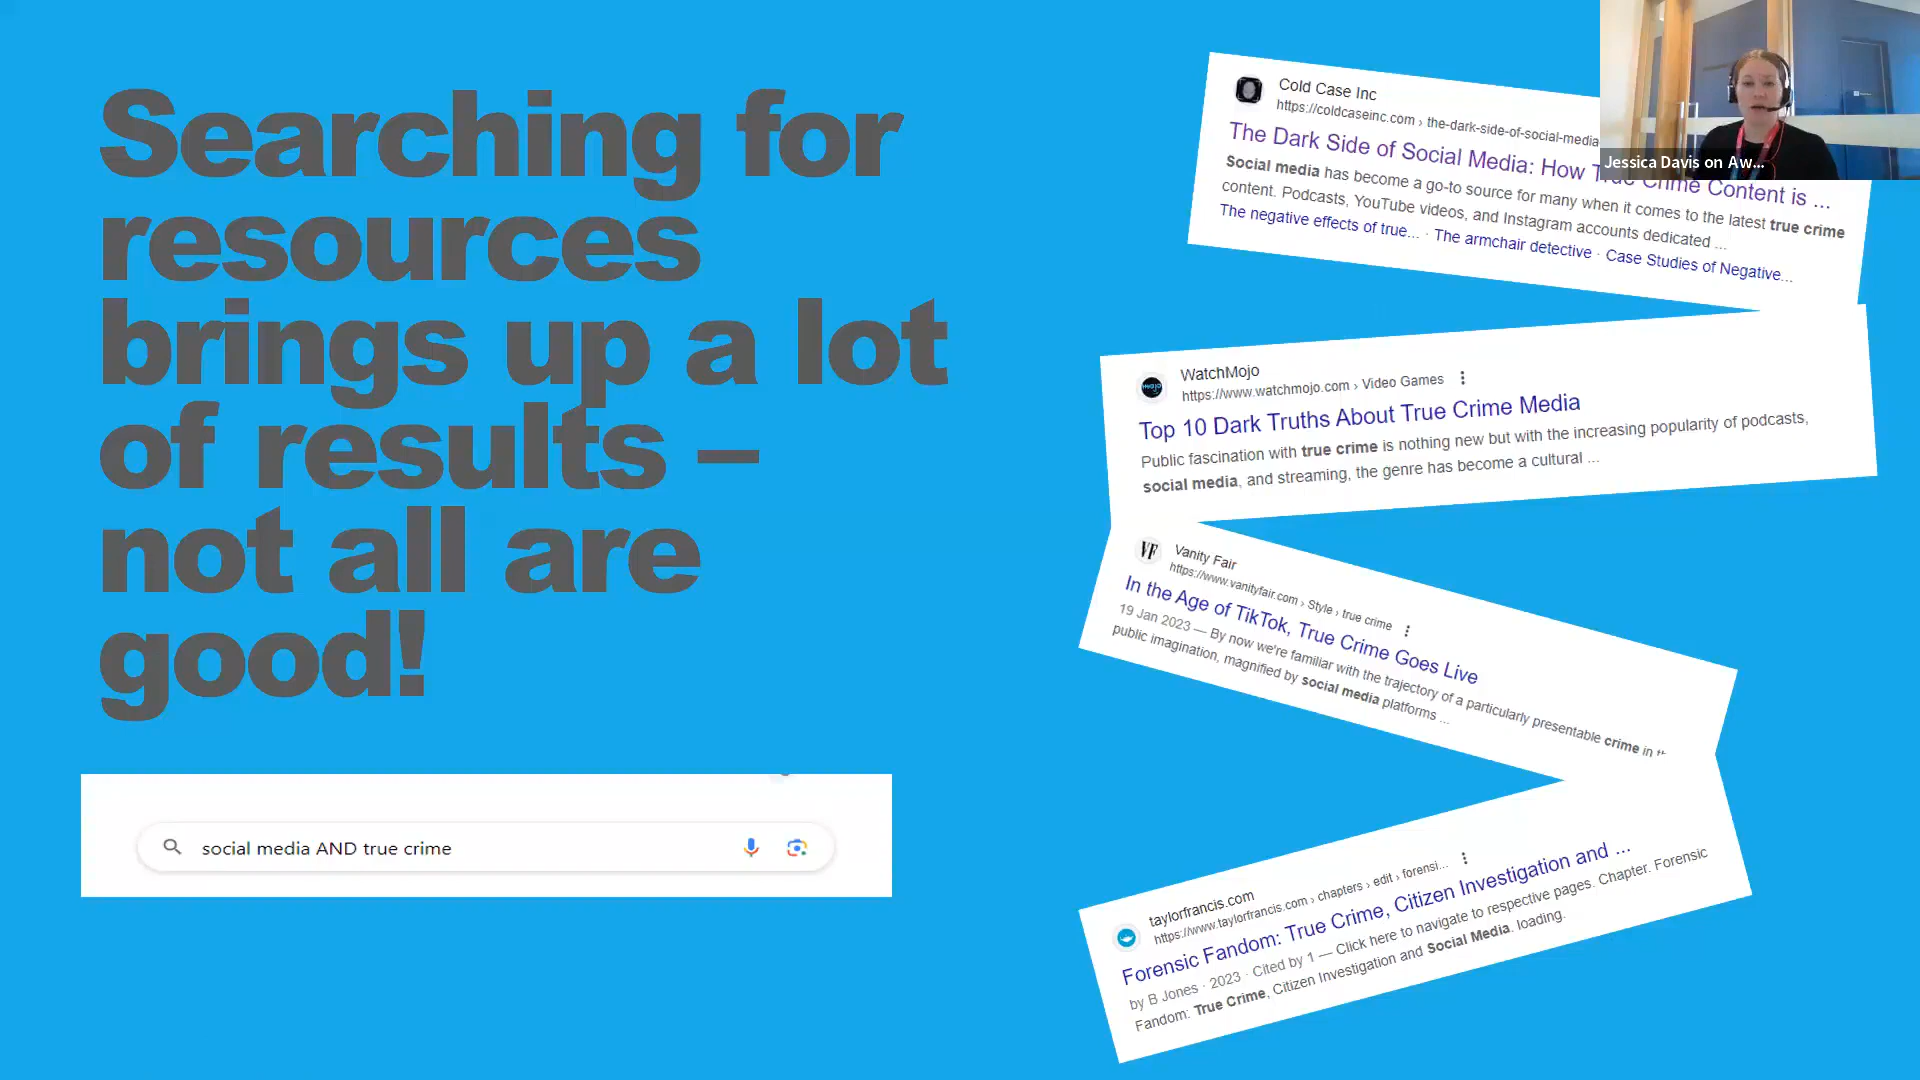 Searching for
resources
brings up a lot
of results –
not all are
good!
social media AND true crime
Cold Case Inc
https://coldcaseinc.com › the-dark-side-of-social-media
The Dark Side of Social Media: How True Crime Content is ...
Social media has become a go-to source for many when it comes to the latest true crime
content. Podcasts, YouTube videos, and Instagram accounts dedicated ...
The negative effects of true... · The armchair detective · Case Studies of Negative...
Jessica Davis on Aw...
WatchMojo
https://www.watchmojo.com › Video Games
Top 10 Dark Truths About True Crime Media
Public fascination with true crime is nothing new but with the increasing popularity of podcasts,
social media, and streaming, the genre has become a cultural ...
VF
Vanity Fair
https://www.vanityfair.com › Style › true crime
In the Age of TikTok, True Crime Goes Live
19 Jan 2023 — By now we're familiar with the trajectory of a particularly presentable crime in
public imagination, magnified by social media platforms ...
taylorfrancis.com
https://www.taylorfrancis.com › chapters › edit › forensi...
Forensic Fandom: True Crime, Citizen Investigation and ...
by B Jones · 2023 · Cited by 1 — Click here to navigate to respective pages. Chapter. Forensic
Fandom: True Crime, Citizen Investigation and Social Media. loading.